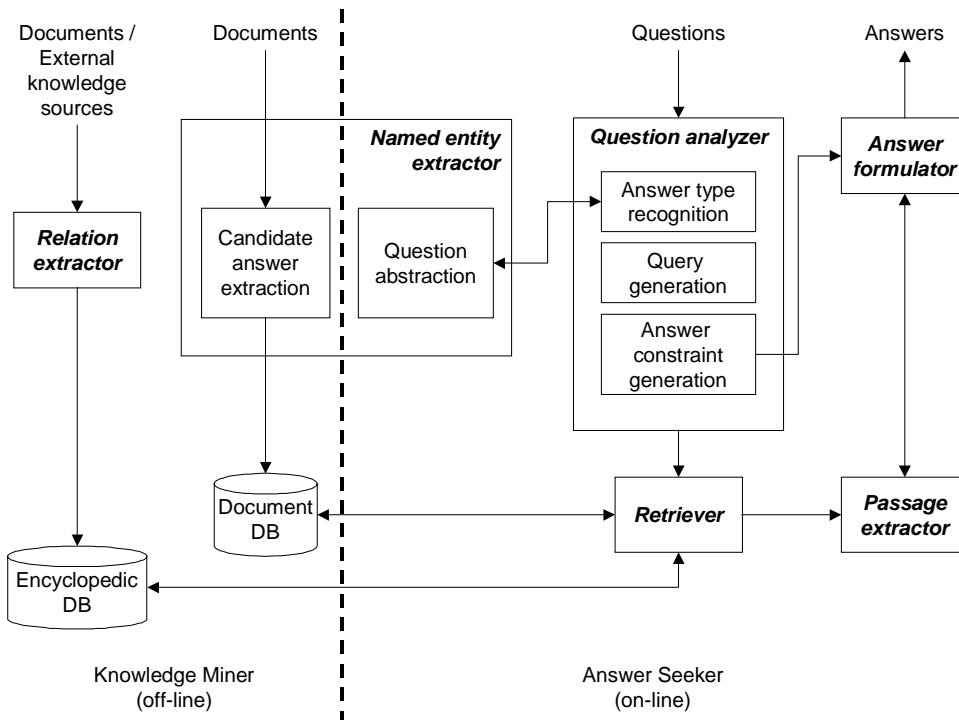 Documents /
External
knowledge
sources
Documents
Questions
Answers
Named entity
extractor
Question analyzer
Answer
formulator
Relation
extractor
Candidate
answer
extraction
Question
abstraction
Answer type
recognition
Query
generation
Answer
constraint
generation
Document
DB
Retriever
Passage
extractor
Encyclopedic
DB
Knowledge Miner
(off-line)
Answer Seeker
(on-line)